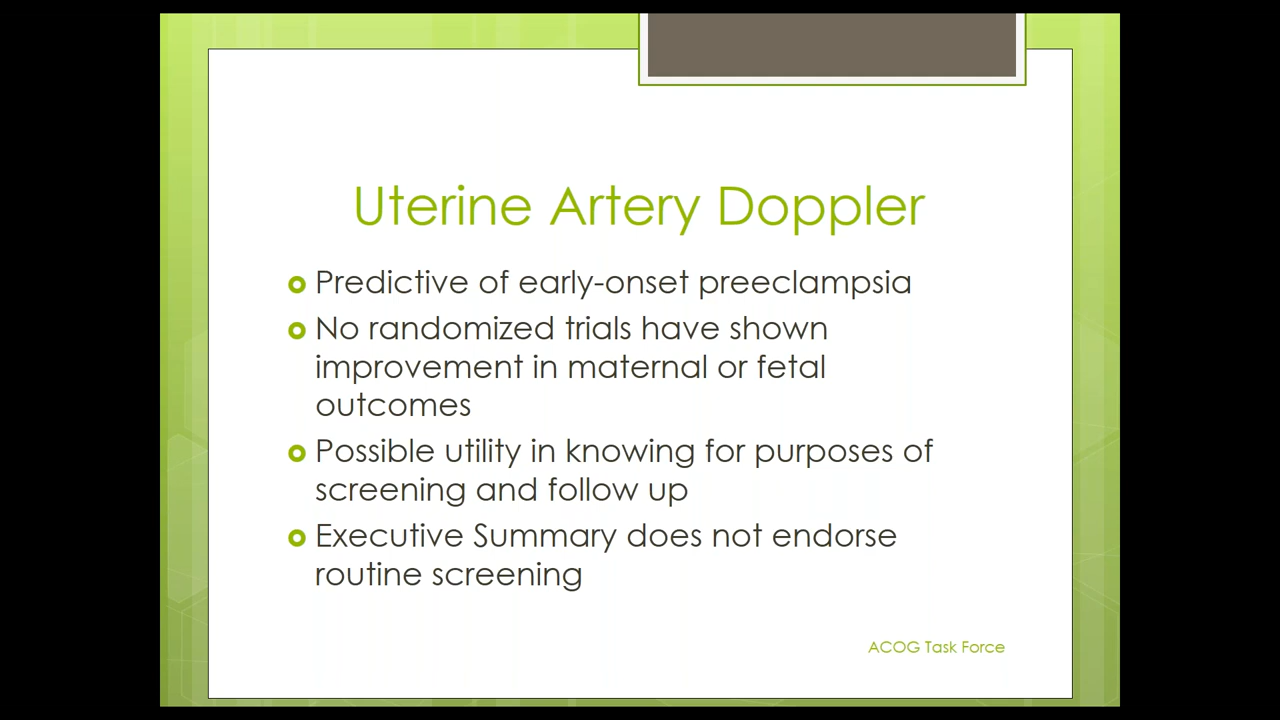 Uterine Artery Doppler
Predictive of early-onset preeclampsia
No randomized trials have shown
improvement in maternal or fetal
outcomes
Possible utility in knowing for purposes of
screening and follow up
Executive Summary does not endorse
routine screening
ACOG Task Force